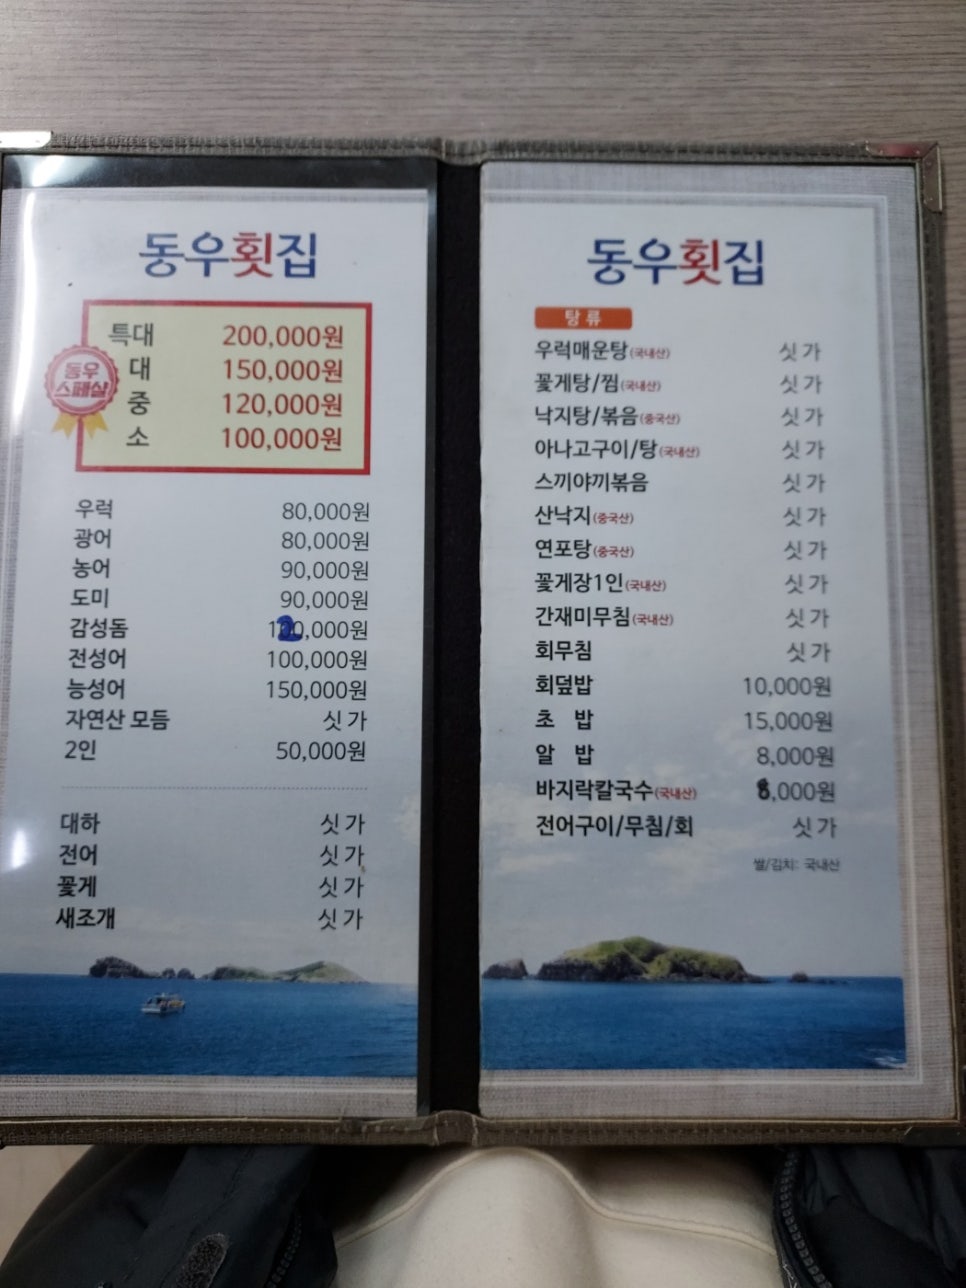 동우횟집
동우
스페샬
특대 200,000원
대 150,000원
중 120,000원
소 100,000원
우럭 80,000원
광어 80,000원
농어 90,000원
도미 90,000원
감성돔 120,000원
전성어 100,000원
능성어 150,000원
자연산 모듬 싯가
2인 50,000원
대하 싯가
전어 싯가
꽃게 싯가
새조개 싯가
동우횟집
탕류
우럭매운탕(국내산) 싯가
꽃게탕/찜(국내산) 싯가
낙지탕/볶음(중국산) 싯가
아나고구이/탕(국내산) 싯가
스끼야끼볶음 싯가
산낙지(중국산) 싯가
연포탕(중국산) 싯가
꽃게장1인(국내산) 싯가
간재미무침(국내산) 싯가
회무침 싯가
회덮밥 10,000원
초 밥 15,000원
알 밥 8,000원
바지락칼국수(국내산) 8,000원
전어구이/무침/회 싯가
쌀/김치: 국내산